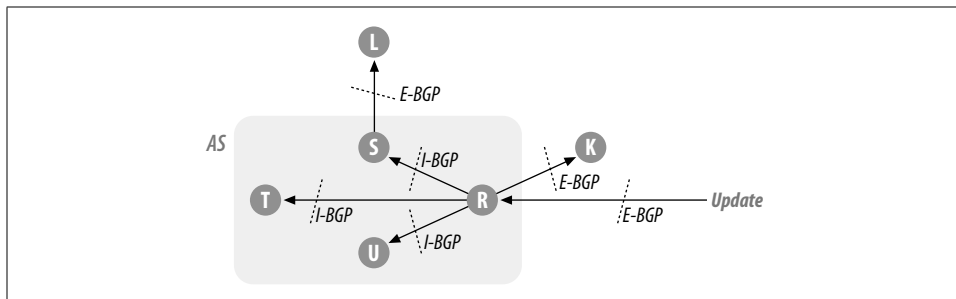 L
E-BGP
AS
S
I-BGP
K
E-BGP
T
I-BGP
R
E-BGP
Update
I-BGP
U